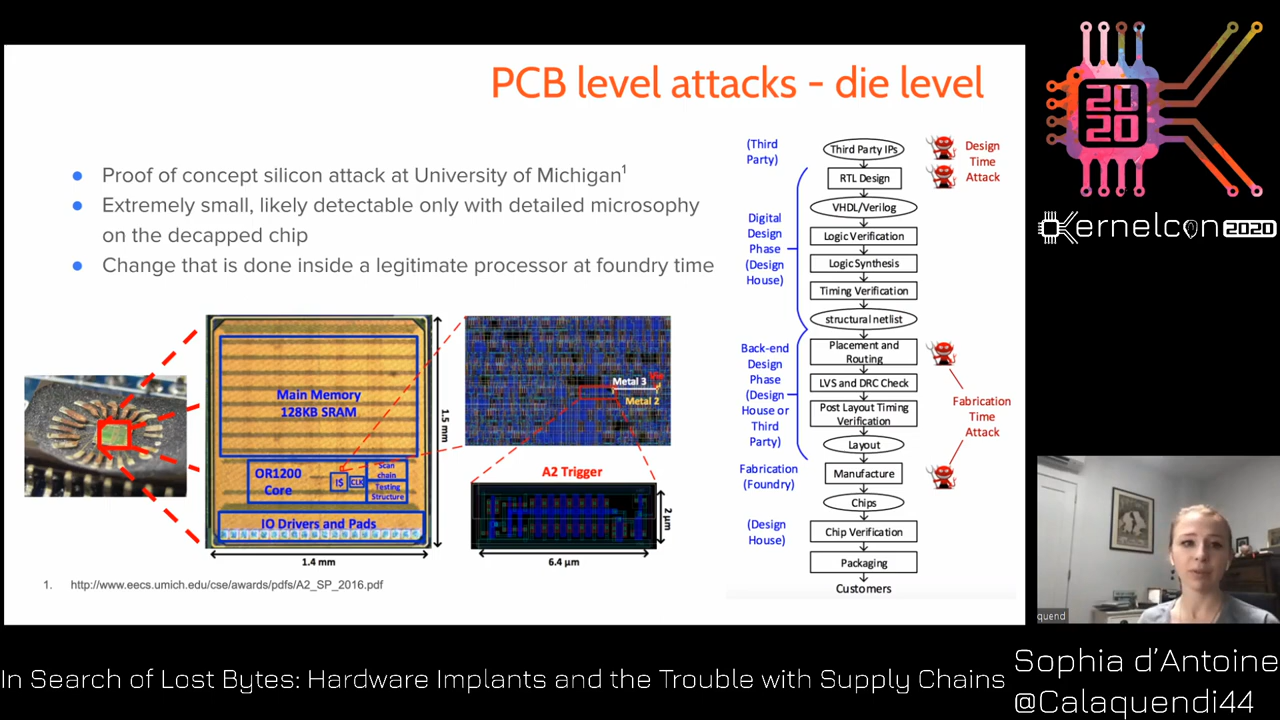 PCB level attacks - die level
● Proof of concept silicon attack at University of Michigan¹
● Extremely small, likely detectable only with detailed microsophy
on the decapped chip
● Change that is done inside a legitimate processor at foundry time
Main Memory
128KB SRAM
OR1200
Core
IS
CLK
Scan
chain
Testing
Structure
IO Drivers and Pads
1.5 mm
1.4 mm
Metal 3
Via
Metal 2
A2 Trigger
2 µm
6.4 µm
1. http://www.eecs.umich.edu/cse/awards/pdfs/A2_SP_2016.pdf
(Third
Party)
Digital
Design
Phase
(Design
House)
Back-end
Design
Phase
(Design
House or
Third
Party)
Fabrication
(Foundry)
(Design
House)
Third Party IPs
RTL Design
VHDL/Verilog
Logic Verification
Logic Synthesis
Timing Verification
structural netlist
Placement and
Routing
LVS and DRC Check
Post Layout Timing
Verification
Layout
Manufacture
Chips
Chip Verification
Packaging
Customers
Design
Time
Attack
Fabrication
Time
Attack
20
20
Kernelcon 2020
quend
In Search of Lost Bytes: Hardware Implants and the Trouble with Supply Chains
Sophia d'Antoine
@Calaquendi44